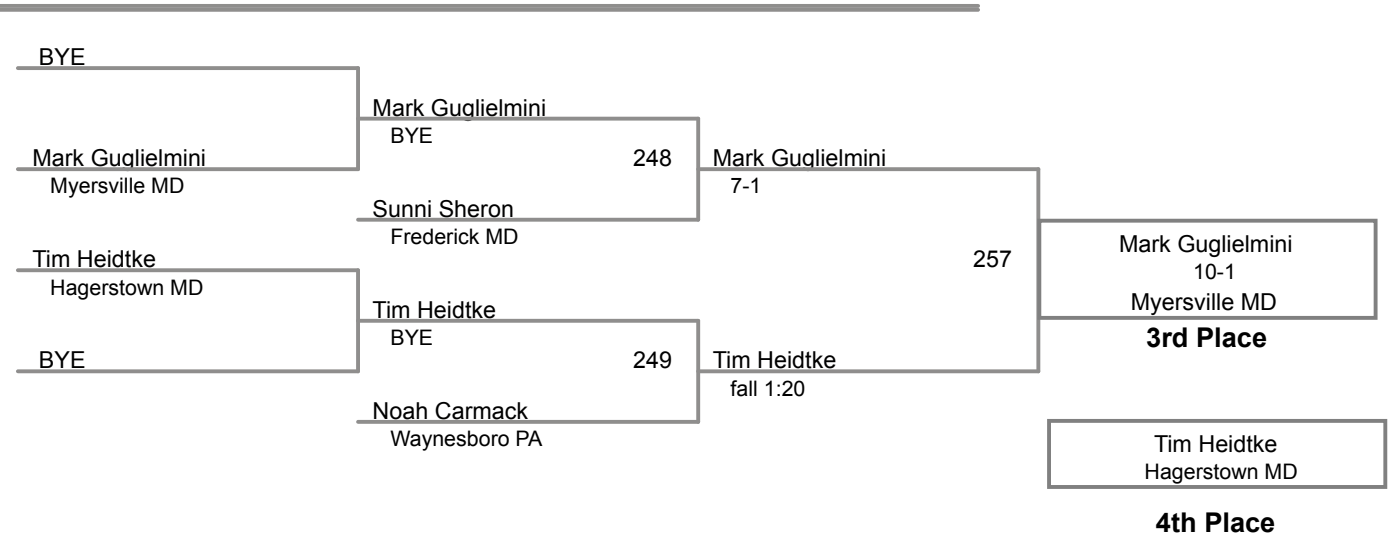 BYE
Mark Guglielmini
BYE
Mark Guglielmini
Myersville MD
248
Mark Guglielmini
7-1
Sunni Sheron
Frederick MD
Tim Heidtke
Hagerstown MD
257
Mark Guglielmini
10-1
Myersville MD
3rd Place
Tim Heidtke
BYE
BYE
249
Tim Heidtke
fall 1:20
Noah Carmack
Waynesboro PA
Tim Heidtke
Hagerstown MD
4th Place